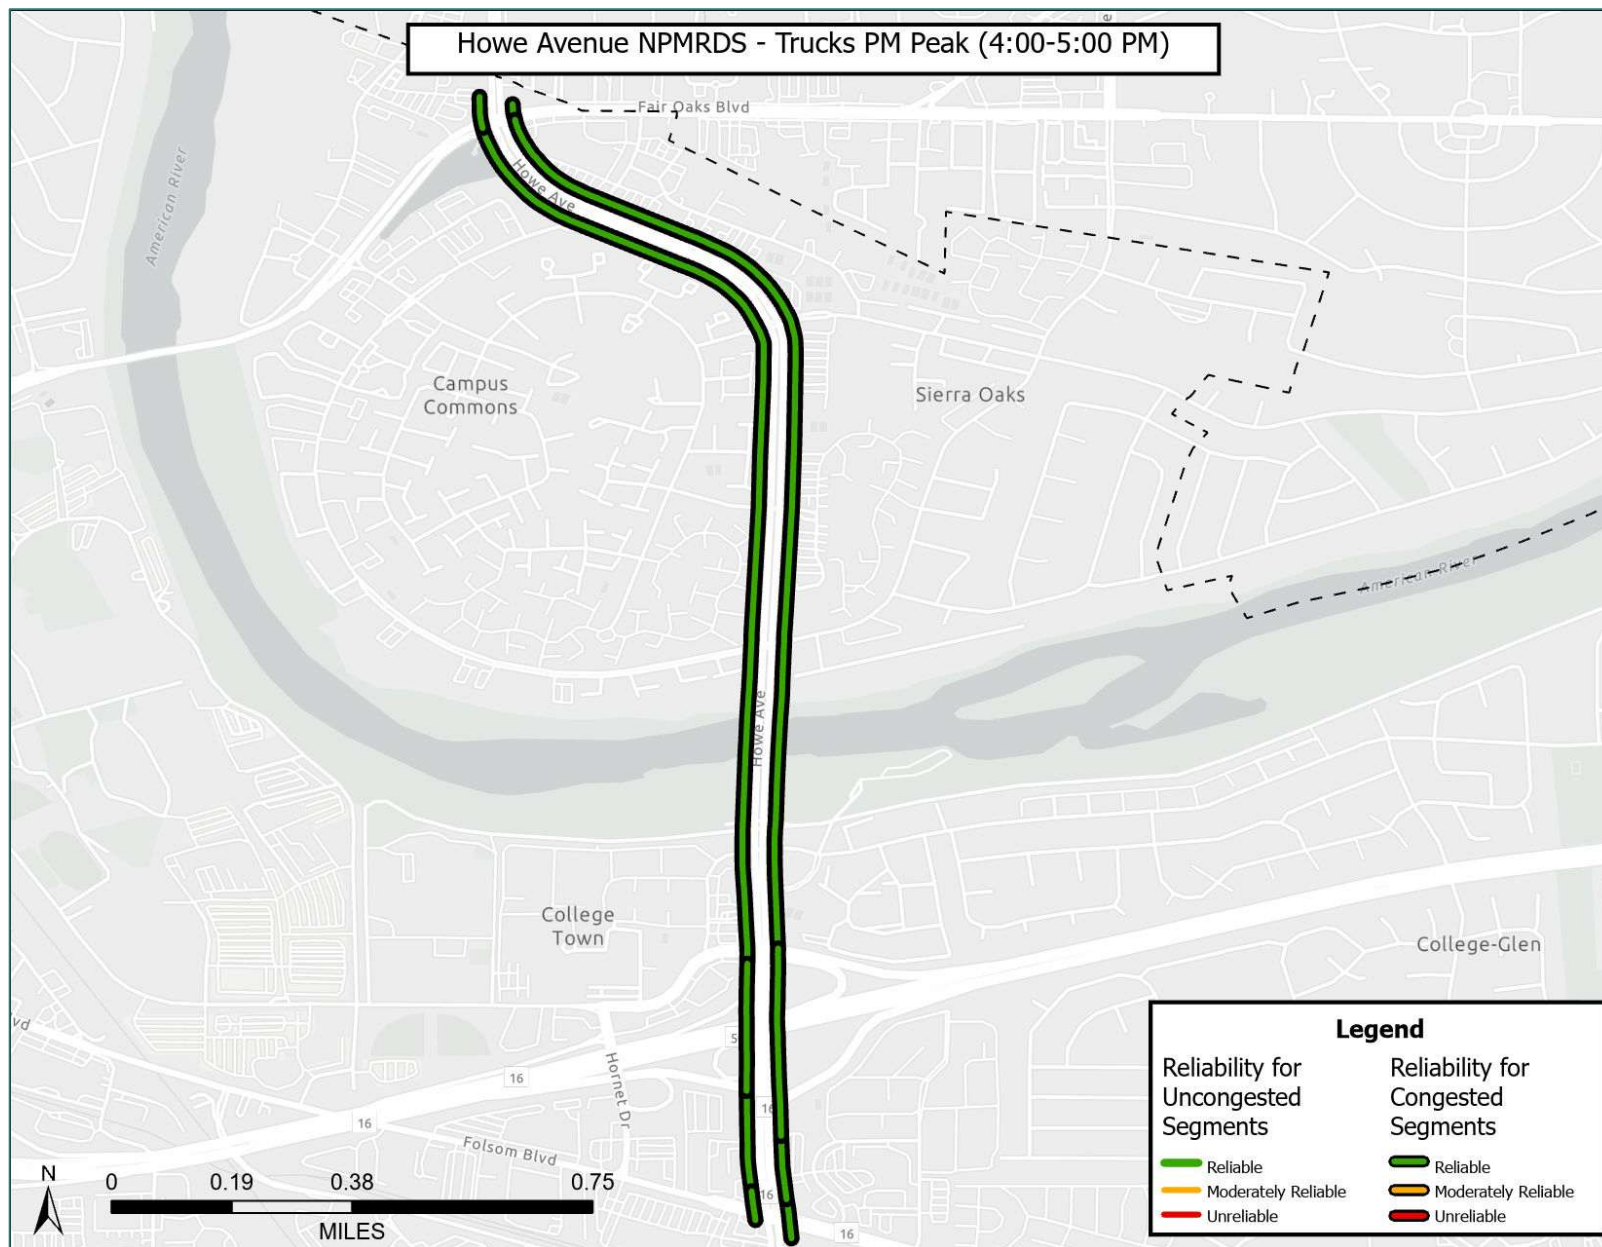 Howe Avenue NPMRDS - Trucks PM Peak (4:00-5:00 PM)
Fair Oaks Blvd
American River
Howe Ave
Campus
Commons
Sierra Oaks
American River
Howe Ave
College
Town
College-Glen
16
16
16
Hornet Dr
Folsom Blvd
16
16
N
0 0.19 0.38 0.75
MILES
Legend
Reliability for
Uncongested
Segments
Reliable
Moderately Reliable
Unreliable
Reliability for
Congested
Segments
Reliable
Moderately Reliable
Unreliable